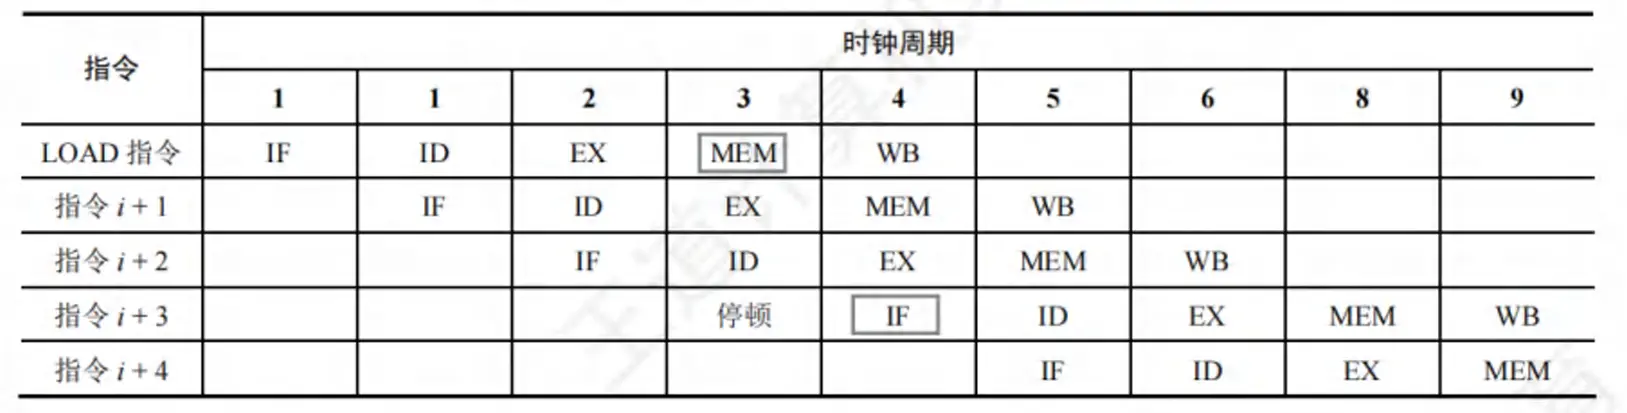 指令 时钟周期
1 1 2 3 4 5 6 8 9
LOAD 指令 IF ID EX MEM WB
指令 i + 1 IF ID EX MEM WB
指令 i + 2 IF ID EX MEM WB
指令 i + 3 停顿 IF ID EX MEM WB
指令 i + 4 IF ID EX MEM